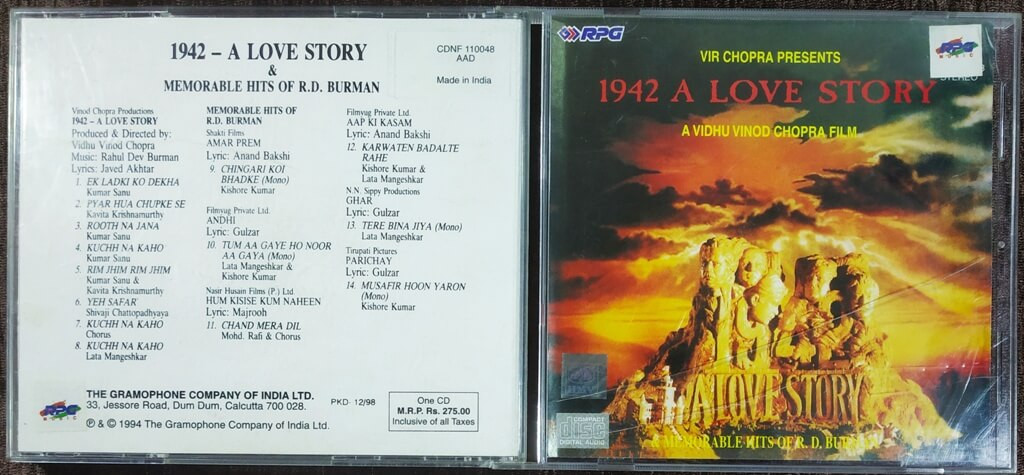 1942 – A LOVE STORY
&
MEMORABLE HITS OF R.D. BURMAN
CDNF 110048
AAD
Made in India
Vinod Chopra Productions
1942 – A LOVE STORY
Produced & Directed by:
Vidhu Vinod Chopra
Music: Rahul Dev Burman
Lyrics: Javed Akhtar
1. EK LADKI KO DEKHA
Kumar Sanu
2. PYAR HUA CHUPKE SE
Kavita Krishnamurthy
3. ROOTH NA JANA
Kumar Sanu
4. KUCHH NA KAHO
Kumar Sanu
5. RIM JHIM RIM JHIM
Kumar Sanu &
Kavita Krishnamurthy
6. YEH SAFAR
Shivaji Chattopadhyaya
7. KUCHH NA KAHO
Chorus
8. KUCHH NA KAHO
Lata Mangeshkar
MEMORABLE HITS OF
R.D. BURMAN
Shakti Films
AMAR PREM
Lyric: Anand Bakshi
9. CHINGARI KOI
BHADKE (Mono)
Kishore Kumar
Filmyug Private Ltd.
ANDHI
Lyric: Gulzar
10. TUM AA GAYE HO NOOR
AA GAYA (Mono)
Lata Mangeshkar &
Kishore Kumar
Nasir Husain Films (P.) Ltd.
HUM KISISE KUM NAHEEN
Lyric: Majrooh
11. CHAND MERA DIL
Mohd. Rafi & Chorus
Filmyug Private Ltd.
AAP KI KASAM
Lyric: Anand Bakshi
12. KARWATEN BADALTE
RAHE
Kishore Kumar &
Lata Mangeshkar
N.N. Sippy Productions
GHAR
Lyric: Gulzar
13. TERE BINA JIYA (Mono)
Lata Mangeshkar
Tirupati Pictures
PARICHAY
Lyric: Gulzar
14. MUSAFIR HOON YARON
(Mono)
Kishore Kumar
RPG
MUSIC
THE GRAMOPHONE COMPANY OF INDIA LTD.
33, Jessore Road, Dum Dum, Calcutta 700 028.
℗ & © 1994 The Gramophone Company of India Ltd.
PKD 12/98
One CD
M.R.P. Rs. 275.00
Inclusive of all Taxes
RPG
RPG
MUSIC
STEREO
VIR CHOPRA PRESENTS
1942 A LOVE STORY
A VIDHU VINOD CHOPRA FILM
1942
A LOVE STORY
COMPACT
disc
DIGITAL AUDIO
& MEMORABLE HITS OF R. D. BURMAN